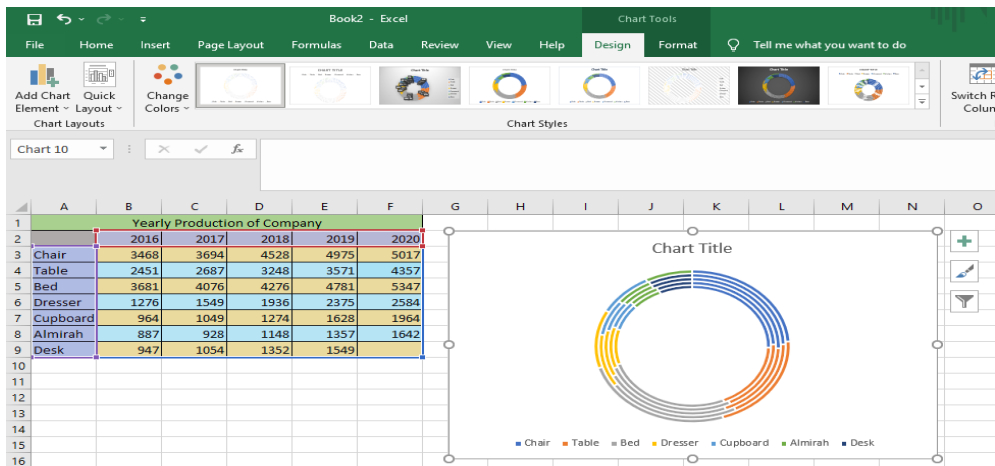 Book2 - Excel
Chart Tools
File Home Insert Page Layout Formulas Data Review View Help Design Format Tell me what you want to do
Add Chart Element
Quick Layout
Change Colors
Switch R
Colun
Chart Layouts
Chart Styles
Chart 10
fx
A B C D E F G H I J K L M N O
1 Yearly Production of Company
2 2016 2017 2018 2019 2020
3 Chair 3468 3694 4528 4975 5017
4 Table 2451 2687 3248 3571 4357
5 Bed 3681 4076 4276 4781 5347
6 Dresser 1276 1549 1936 2375 2584
7 Cupboard 964 1049 1274 1628 1964
8 Almirah 887 928 1148 1357 1642
9 Desk 947 1054 1352 1549
10
11
12
13
14
15
16
Chart Title
Chair Table Bed Dresser Cupboard Almirah Desk